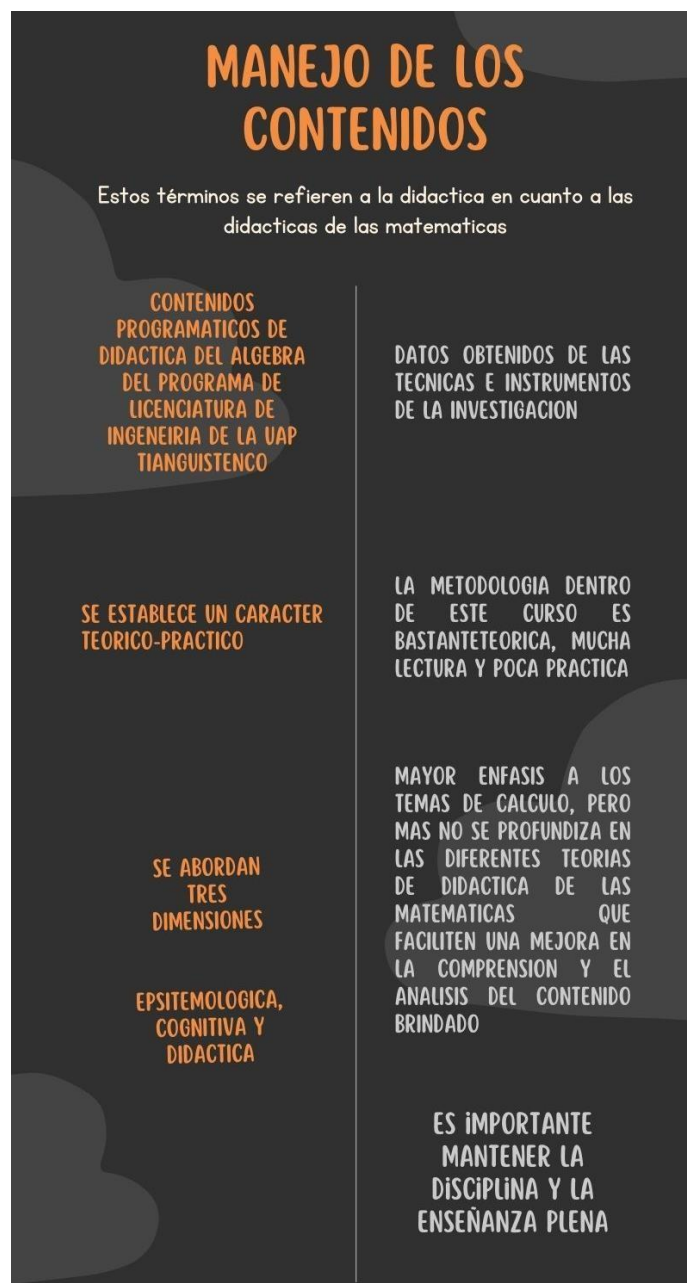 MANEJO DE LOS
CONTENIDOS
Estos términos se refieren a la didactica en cuanto a las
didacticas de las matematicas
CONTENIDOS
PROGRAMATICOS DE
DIDACTICA DEL ALGEBRA
DEL PROGRAMA DE
LICENCIATURA DE
INGENEIRIA DE LA UAP
TIANGUISTENCO
DATOS OBTENIDOS DE LAS
TECNICAS E INSTRUMENTOS
DE LA INVESTIGACION
SE ESTABLECE UN CARACTER
TEORICO-PRACTICO
LA METODOLOGIA DENTRO
DE ESTE CURSO ES
BASTANTETEORICA, MUCHA
LECTURA Y POCA PRACTICA
SE ABORDAN
TRES
DIMENSIONES
EPSITEMOLOGICA,
COGNITIVA Y
DIDACTICA
MAYOR ENFASIS A LOS
TEMAS DE CALCULO, PERO
MAS NO SE PROFUNDIZA EN
LAS DIFERENTES TEORIAS
DE DIDACTICA DE LAS
MATEMATICAS QUE
FACILITEN UNA MEJORA EN
LA COMPRENSION Y EL
ANALISIS DEL CONTENIDO
BRINDADO
ES iMPORTANTE
MANTENER LA
DiSCiPLiNA Y LA
ENSEÑANZA PLENA